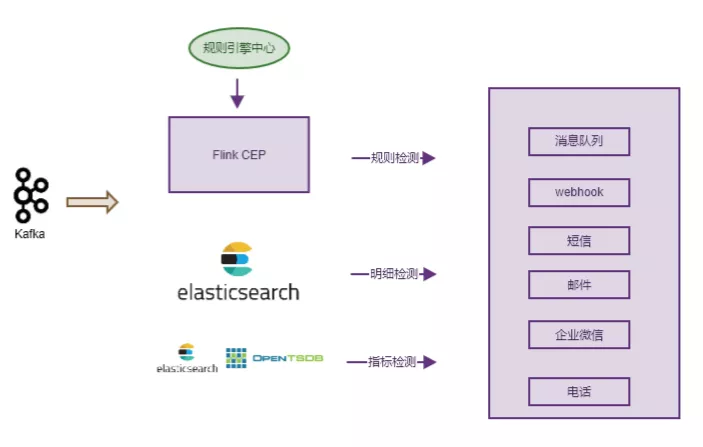 规则引擎中心
Flink CEP
规则检测
消息队列
webhook
Kafka
短信
elasticsearch
明细检测
邮件
企业微信
elasticsearch
OPENTSDB
指标检测
电话